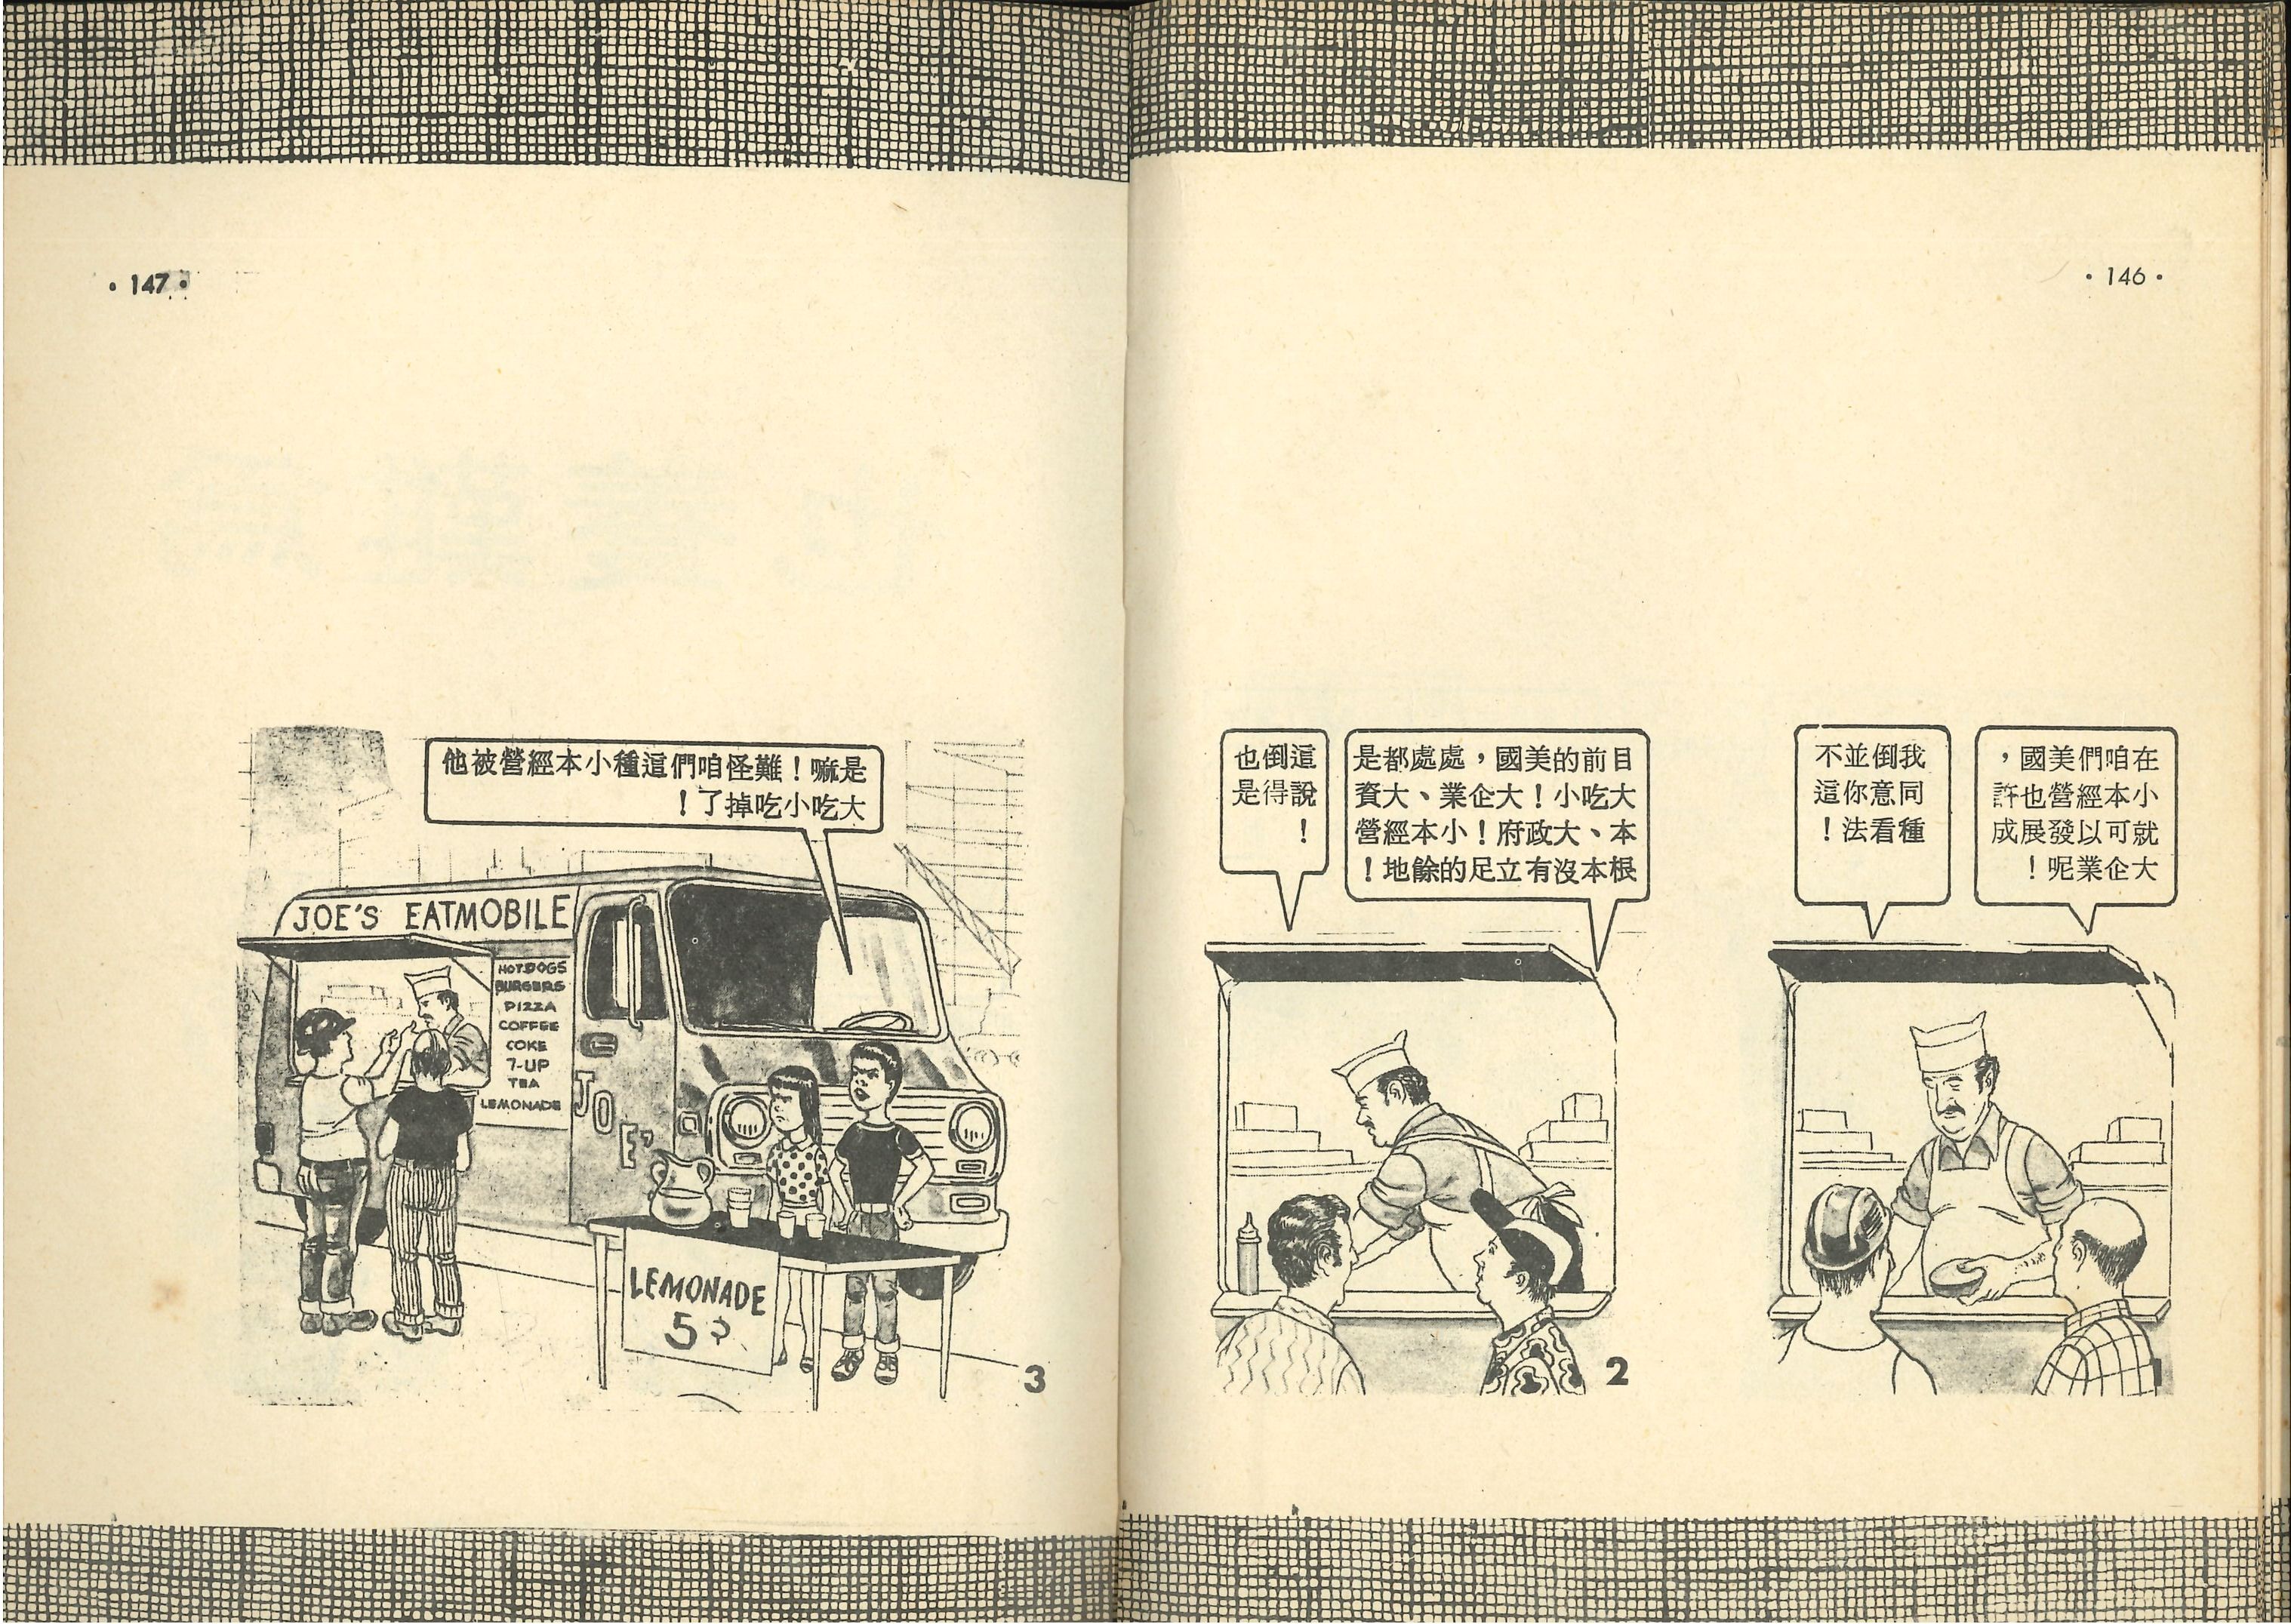 · 146 ·
在咱們美國，
小本經營也許
就可以發展成
大企業呢！
我倒並不
同意你這
種看法！
1
目前的美國，處處都是
大吃小！大企業、大資
本、大政府！小本經營
根本沒有立足的餘地！
這倒也
說得是
！
2
· 147 ·
是嘛！難怪咱們這種小本經營被他
大吃小吃掉了！
JOE'S EATMOBILE
HOT DOGS
BURGERS
PIZZA
COFFEE
COKE
7-UP
TEA
LEMONADE
JOE'
LEMONADE
5¢
3